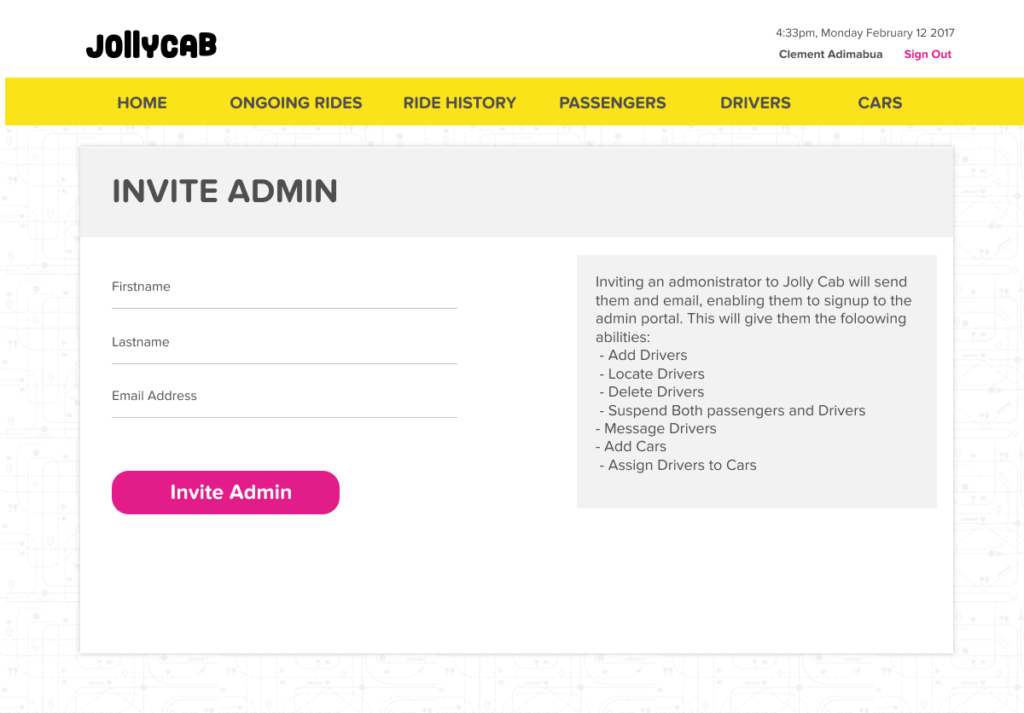 JOllyCAB
4:33pm, Monday February 12 2017
Clement Adimabua Sign Out
HOME ONGOING RIDES RIDE HISTORY PASSENGERS DRIVERS CARS
INVITE ADMIN
Firstname
Lastname
Email Address
Invite Admin
Inviting an admonistrator to Jolly Cab will send
them and email, enabling them to signup to the
admin portal. This will give them the foloowing
abilities:
- Add Drivers
- Locate Drivers
- Delete Drivers
- Suspend Both passengers and Drivers
- Message Drivers
- Add Cars
- Assign Drivers to Cars